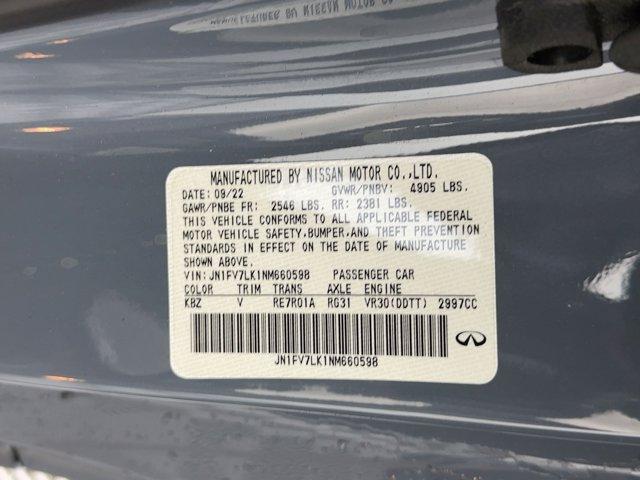 MANUFACTURED BY NISSAN MOTOR CO.,LTD.
DATE: 09/22 GVWR/PNBV: 4905 LBS.
GAWR/PNBE FR: 2546 LBS. RR: 2381 LBS.
THIS VEHICLE CONFORMS TO ALL APPLICABLE FEDERAL
MOTOR VEHICLE SAFETY,BUMPER,AND THEFT PREVENTION
STANDARDS IN EFFECT ON THE DATE OF MANUFACTURE
SHOWN ABOVE.
VIN: JN1FV7LK1NM660598 PASSENGER CAR
COLOR TRIM TRANS AXLE ENGINE
KBZ V RE7R01A RG31 VR30(DDTT) 2997CC
JN1FV7LK1NM660598